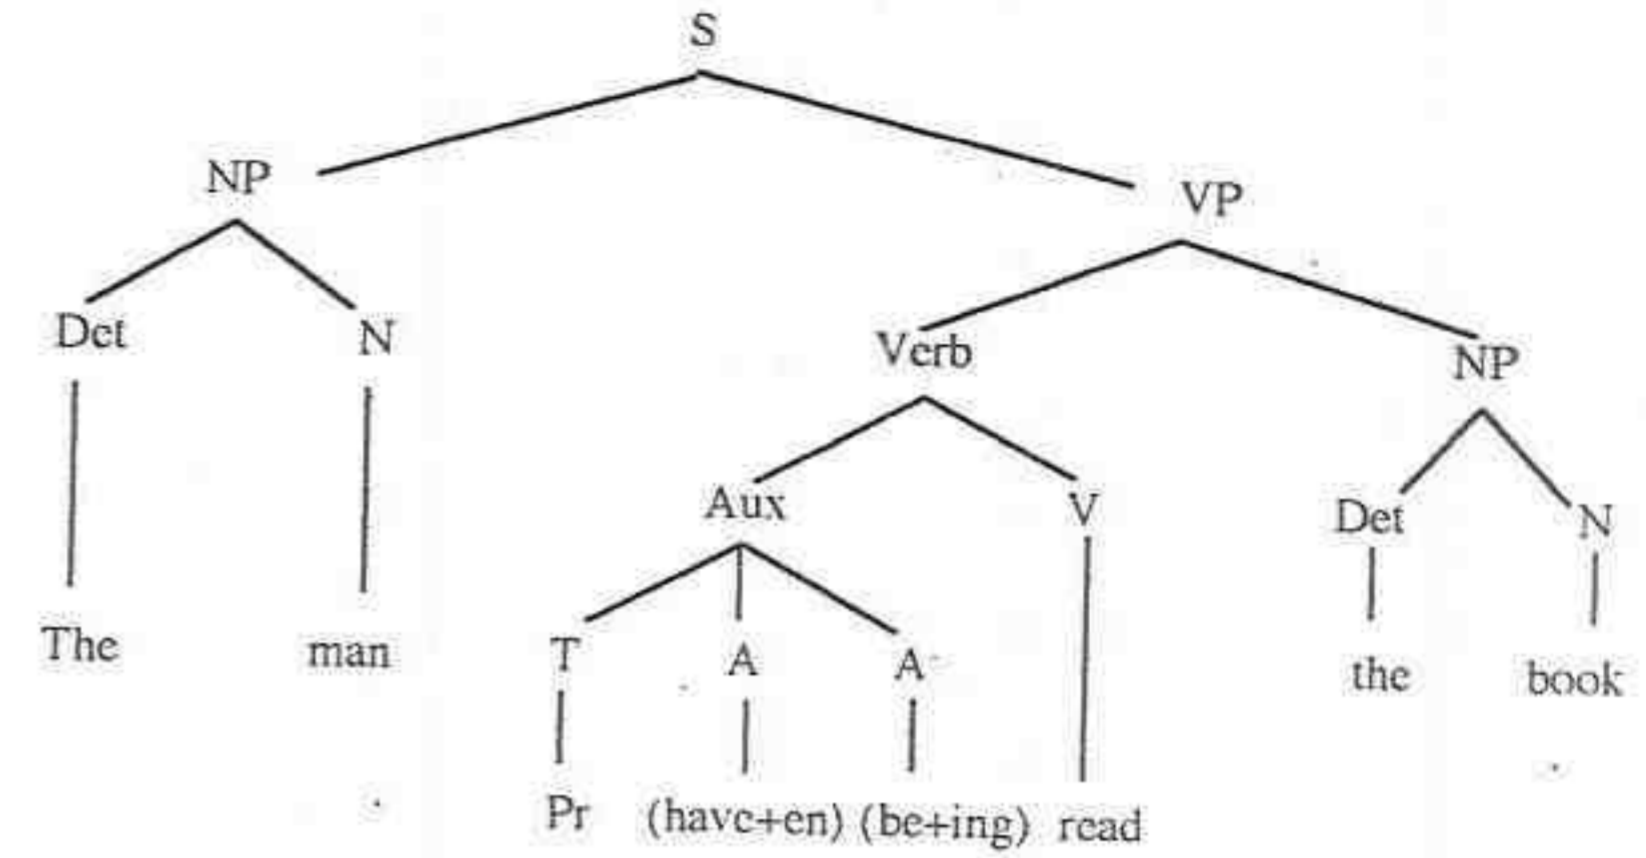 S
NP VP
Det N Verb NP
Aux V Det N
T A A
The man the book
Pr (have+en) (be+ing) read